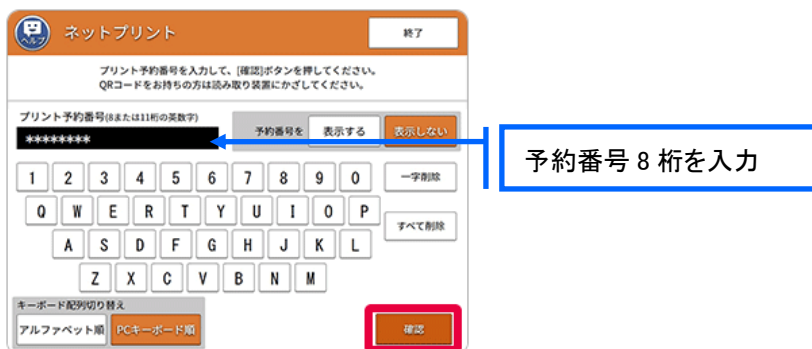 ヘルプ
ネットプリント
終了
プリント予約番号を入力して、[確認]ボタンを押してください。
QRコードをお持ちの方は読み取り装置にかざしてください。
プリント予約番号(8または11桁の英数字)
********
予約番号を 表示する 表示しない
予約番号 8 桁を入力
1 2 3 4 5 6 7 8 9 0 一字削除
Q W E R T Y U I O P
すべて削除
A S D F G H J K L
Z X C V B N M
キーボード配列切り替え
アルファベット順 PCキーボード順
確認